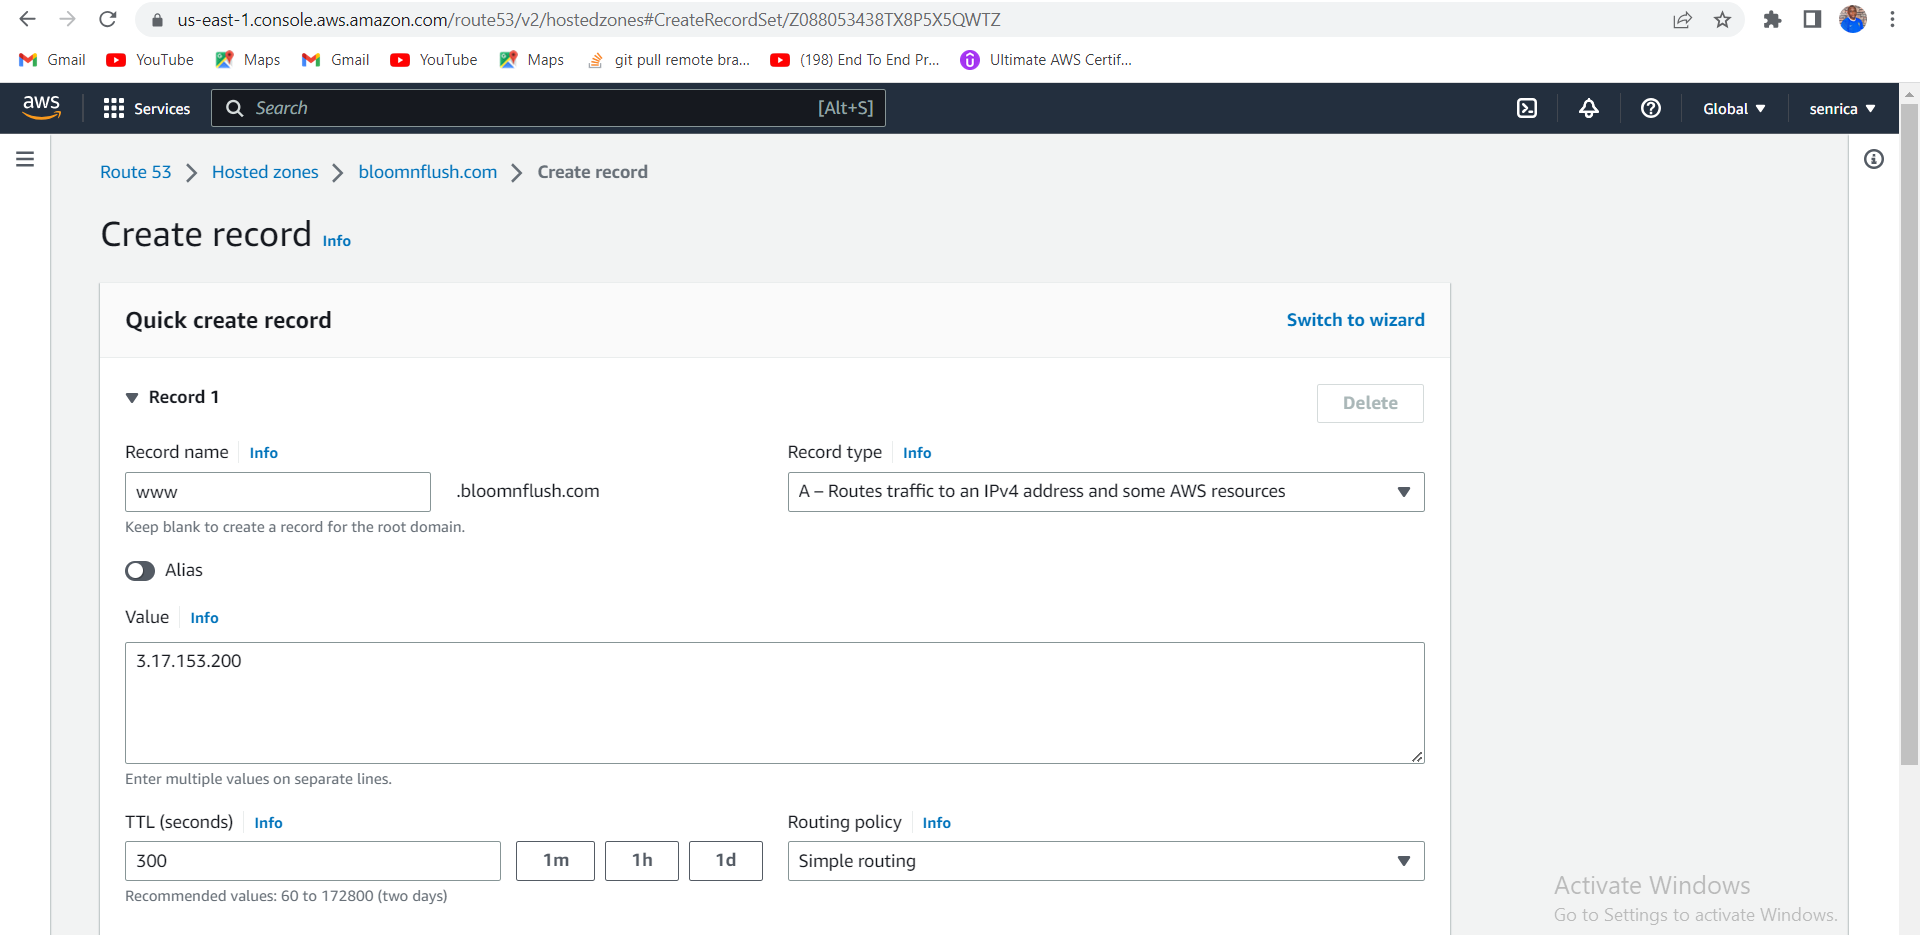 us-east-1.console.aws.amazon.com/route53/v2/hostedzones#CreateRecordSet/Z088053438TX8P5X5QWTZ
Gmail YouTube Maps Gmail YouTube Maps git pull remote bra... (198) End To End Pr... Ultimate AWS Certif...
aws Services Search [Alt+S] Global senrica
Route 53 Hosted zones bloomnflush.com Create record
Create record Info
Quick create record Switch to wizard
Record 1 Delete
Record name Info Record type Info
www .bloomnflush.com A – Routes traffic to an IPv4 address and some AWS resources
Keep blank to create a record for the root domain.
Alias
Value Info
3.17.153.200
Enter multiple values on separate lines.
TTL (seconds) Info Routing policy Info
300 1m 1h 1d Simple routing
Recommended values: 60 to 172800 (two days)
Activate Windows
Go to Settings to activate Windows.